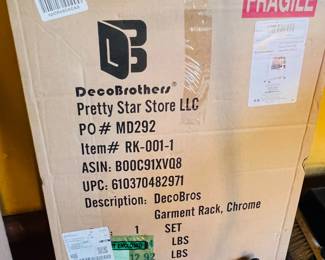 FRAGILE
DecoBrothers®
Pretty Star Store LLC
PO# MD292
Item# RK-001-1
ASIN: B00C91XVQ8
UPC: 610370482971
Description: DecoBros
Garment Rack, Chrome
1 SET
LBS
LBS